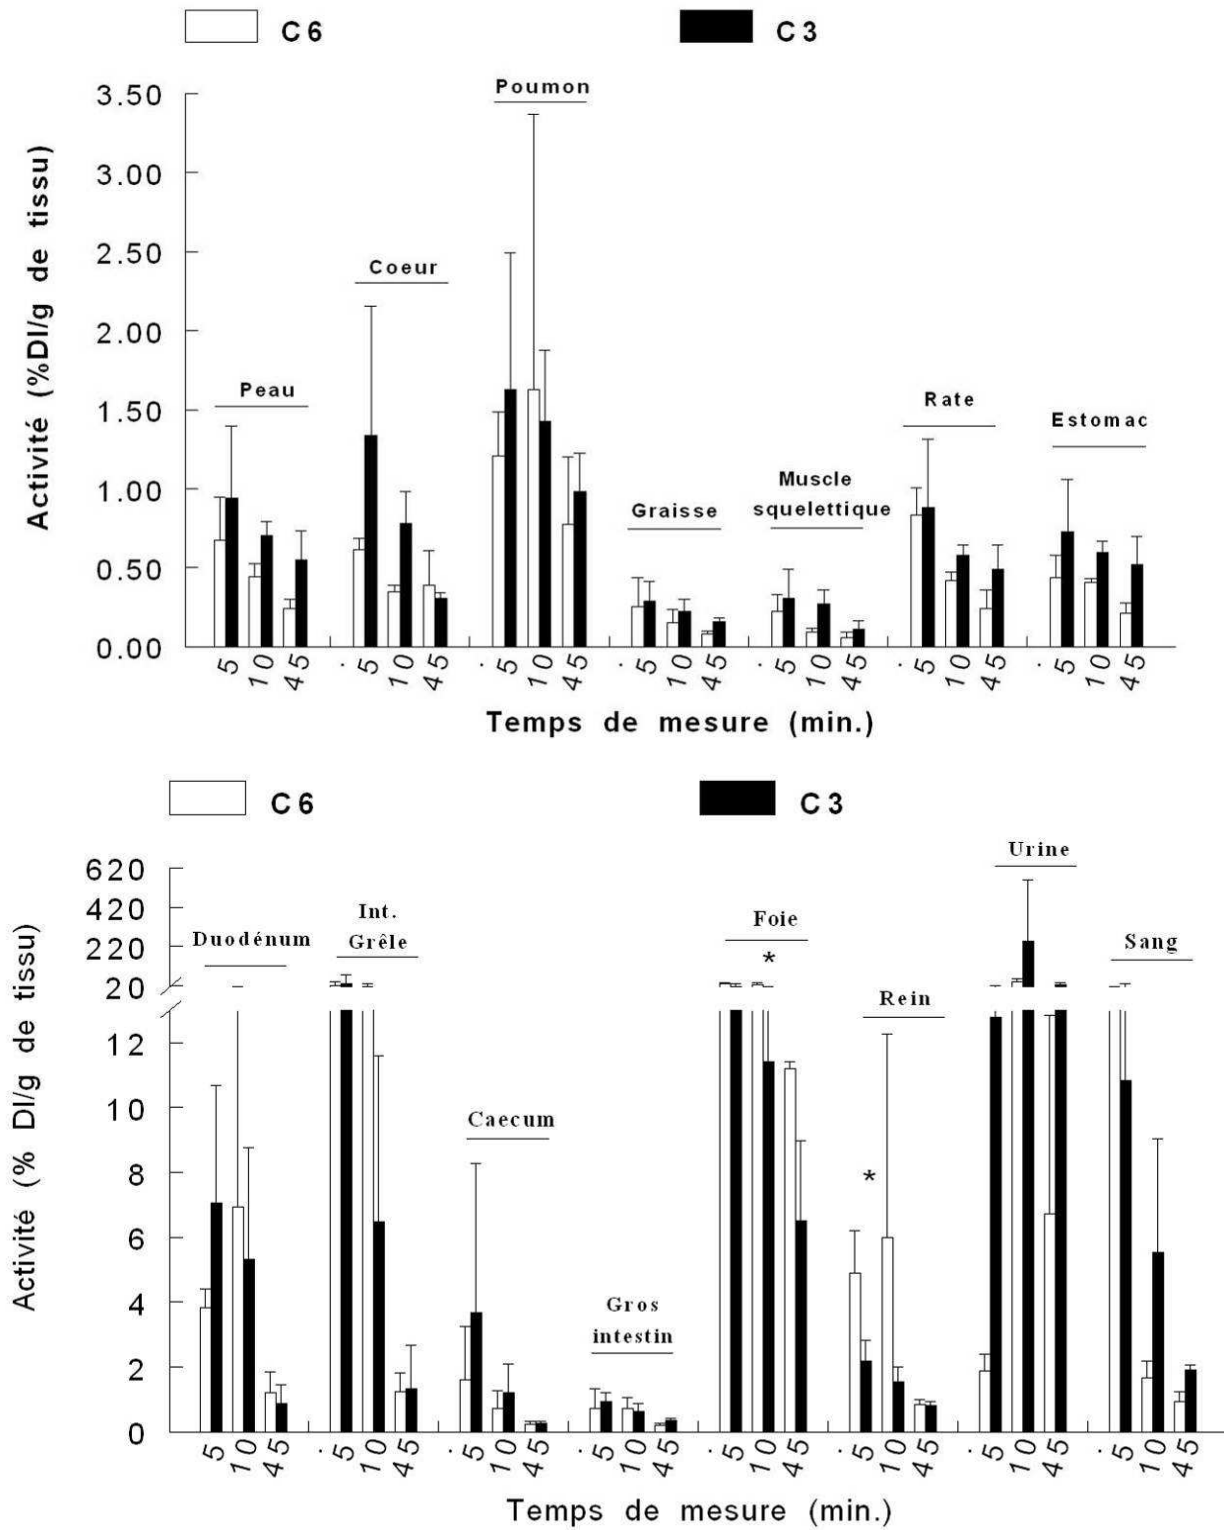 C6 C3
Poumon
3.50
3.00
2.50
Coeur
2.00
Peau
Rate
1.50
Estomac
Muscle
squelettique
Graisse
1.00
0.50
0.00
Activité (%DI/g de tissu)
5 10 45 5 10 45 5 10 45 5 10 45 5 10 45 5 10 45 5 10 45
Temps de mesure (min.)
C6 C3
Urine
620
420
Int.
Grêle
Foie
Duodénum
Sang
220
*
20
Rein
12
Caecum
10
8
*
6
4
Gros
intestin
2
0
Activité (% DI/g de tissu)
5 10 45 5 10 45 5 10 45 5 10 45 5 10 45 5 10 45 5 10 45 5 10 45
Temps de mesure (min.)